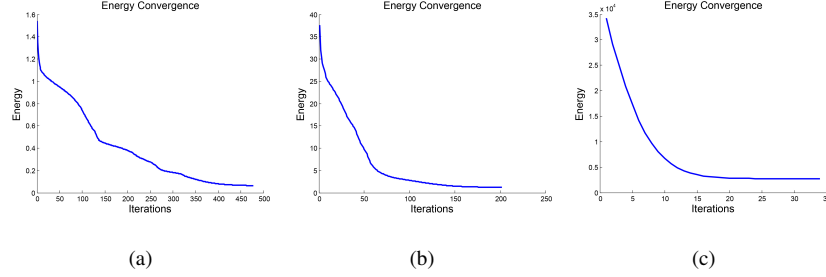 Energy Convergence
1.6
1.4
1.2
1
0.8
0.6
0.4
0.2
0
Energy
0 50 100 150 200 250 300 350 400 450 500
Iterations
(a)
Energy Convergence
40
35
30
25
20
15
10
5
0
Energy
0 50 100 150 200 250
Iterations
(b)
Energy Convergence
x 10⁴
3.5
3
2.5
2
1.5
1
0.5
0
Energy
0 5 10 15 20 25 30 35
Iterations
(c)